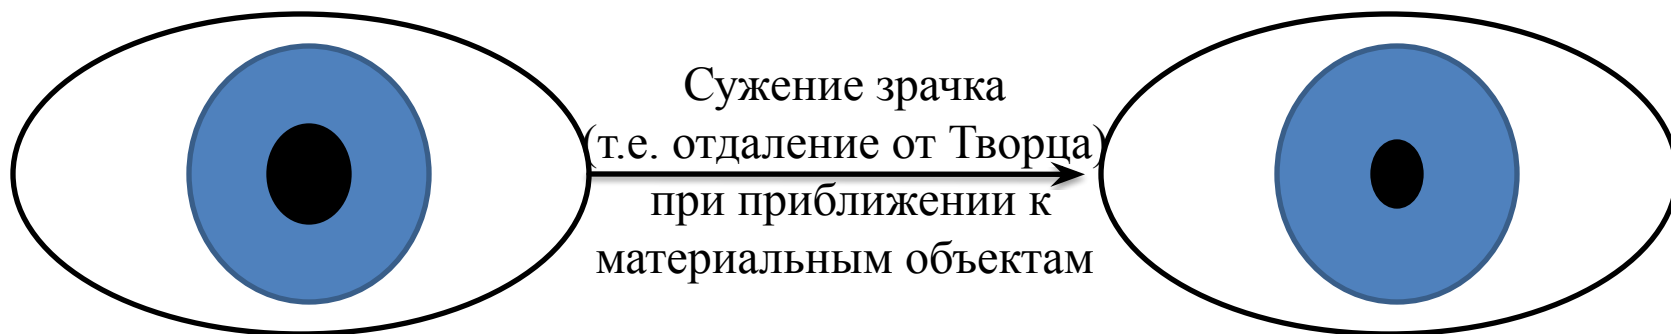 Сужение зрачка
(т.е. отдаление от Творца)
при приближении к
материальным объектам